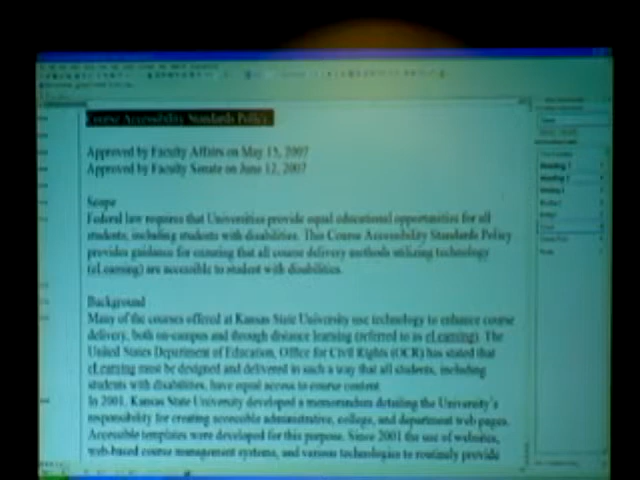 Course Accessibility Standards Policy
Approved by Faculty Affairs on May 15, 2007
Approved by Faculty Senate on June 12, 2007
Scope
Federal law requires that Universities provide equal educational opportunities for all
students, including students with disabilities. This Course Accessibility Standards Policy
provides guidance for ensuring that all course delivery methods utilizing technology
(eLearning) are accessible to student with disabilities.
Background
Many of the courses offered at Kansas State University use technology to enhance course
delivery, both on-campus and through distance learning (referred to as eLearning). The
United States Department of Education, Office for Civil Rights (OCR) has stated that
eLearning must be designed and delivered in such a way that all students, including
students with disabilities, have equal access to course content.
In 2001, Kansas State University developed a memorandum detailing the University's
responsibility for creating accessible administrative, college, and department web pages.
Accessible templates were developed for this purpose. Since 2001 the use of websites,
web-based course management systems, and various technologies to routinely provide